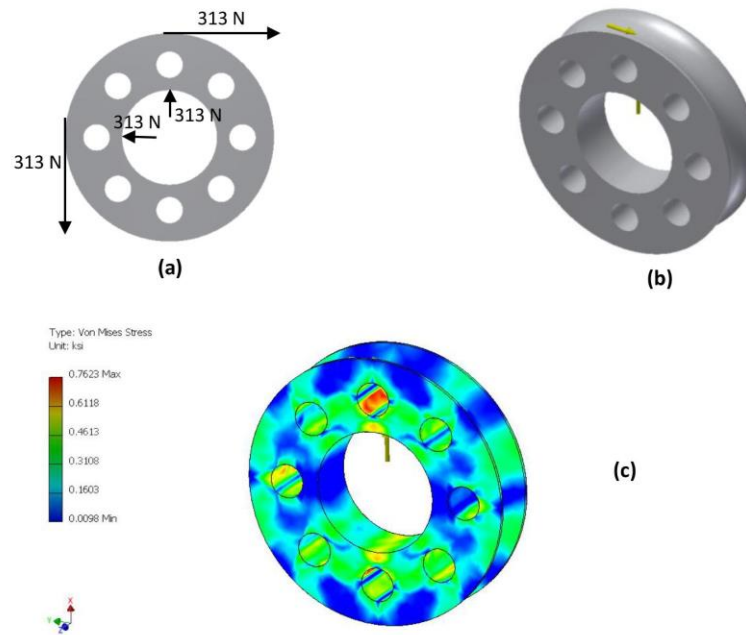 313 N
313 N
313 N
313 N
(a)
(b)
Type: Von Mises Stress
Unit: ksi
0.7623 Max
0.6118
0.4613
0.3108
0.1603
0.0098 Min
(c)
X
Y
Z